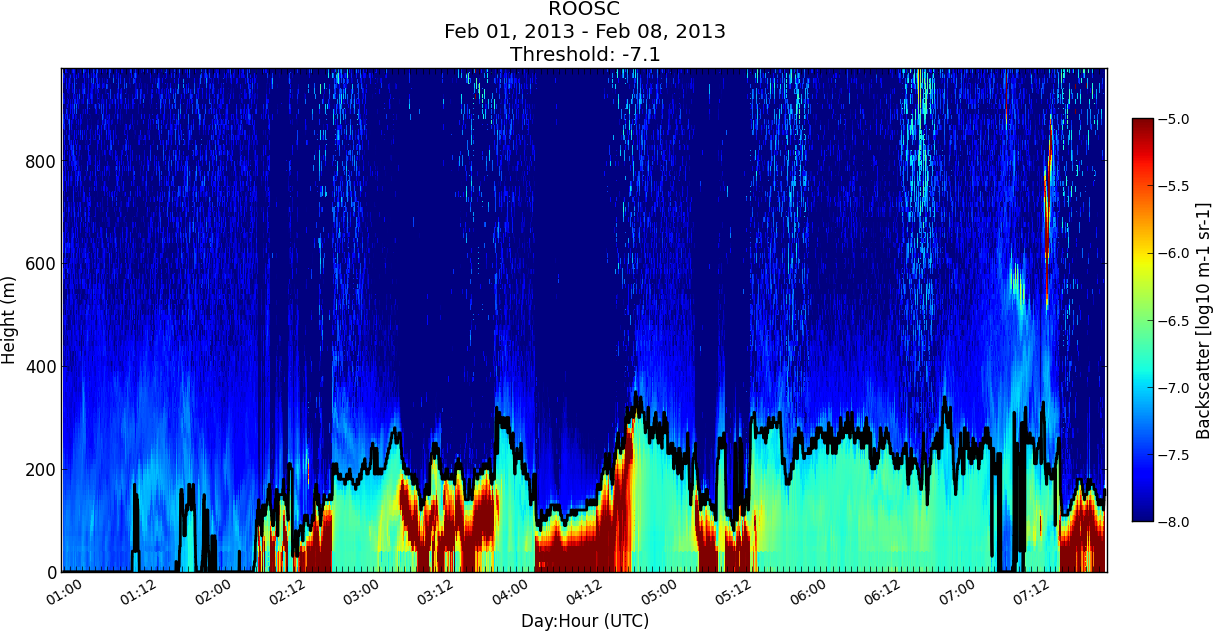 ROOSC
Feb 01, 2013 - Feb 08, 2013
Threshold: -7.1
Height (m)
800
600
400
200
0
01:00 01:12 02:00 02:12 03:00 03:12 04:00 04:12 05:00 05:12 06:00 06:12 07:00 07:12
Day:Hour (UTC)
−5.0
−5.5
−6.0
−6.5
−7.0
−7.5
−8.0
Backscatter [log10 m-1 sr-1]